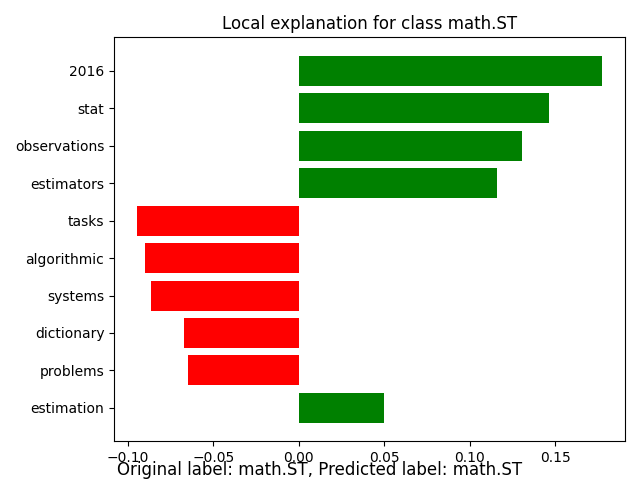 Local explanation for class math.ST
2016
stat
observations
estimators
tasks
algorithmic
systems
dictionary
problems
estimation
−0.10 −0.05 0.00 0.05 0.10 0.15
Original label: math.ST, Predicted label: math.ST